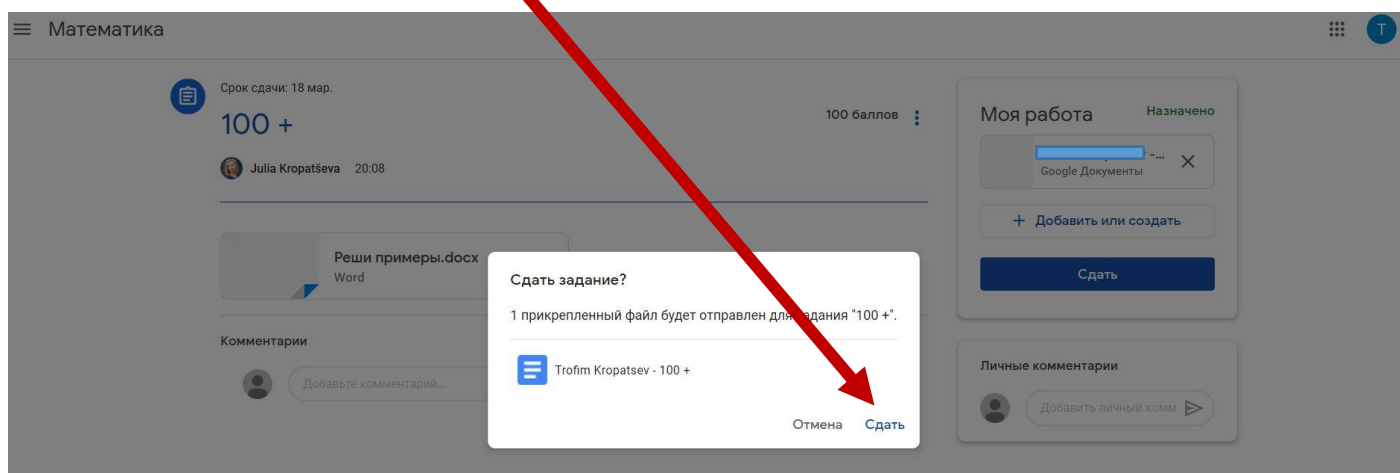 Математика
T
Срок сдачи: 18 мар.
100 +
100 баллов
Julia Kropatševa 20:08
Реши примеры.docx
Word
Комментарии
Добавьте комментарий...
Сдать задание?
1 прикрепленный файл будет отправлен для задания "100 +".
Trofim Kropatsev - 100 +
Отмена Сдать
Моя работа Назначено
-...
Google Документы
+ Добавить или создать
Сдать
Личные комментарии
Добавить личный комм